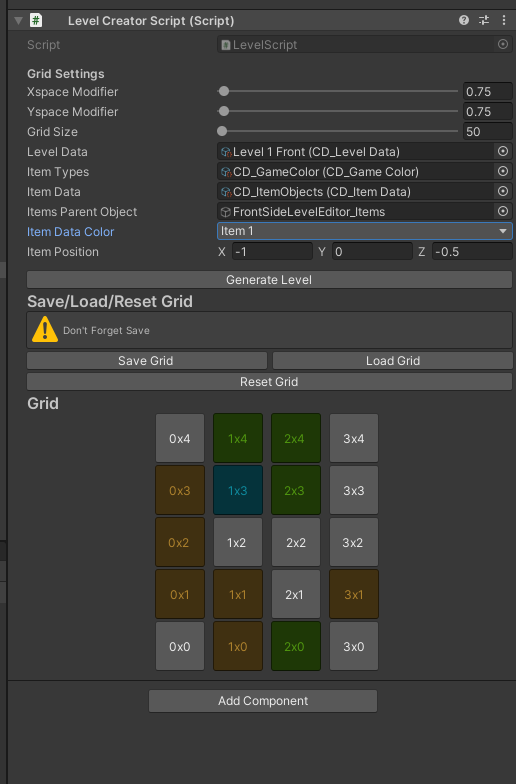 Level Creator Script (Script)
Script LevelScript
Grid Settings
Xspace Modifier 0.75
Yspace Modifier 0.75
Grid Size 50
Level Data Level 1 Front (CD_Level Data)
Item Types CD_GameColor (CD_Game Color)
Item Data CD_ItemObjects (CD_Item Data)
Items Parent Object FrontSideLevelEditor_Items
Item Data Color Item 1
Item Position X -1 Y 0 Z -0.5
Generate Level
Save/Load/Reset Grid
Don't Forget Save
Save Grid Load Grid
Reset Grid
Grid
0x4 1x4 2x4 3x4
0x3 1x3 2x3 3x3
0x2 1x2 2x2 3x2
0x1 1x1 2x1 3x1
0x0 1x0 2x0 3x0
Add Component